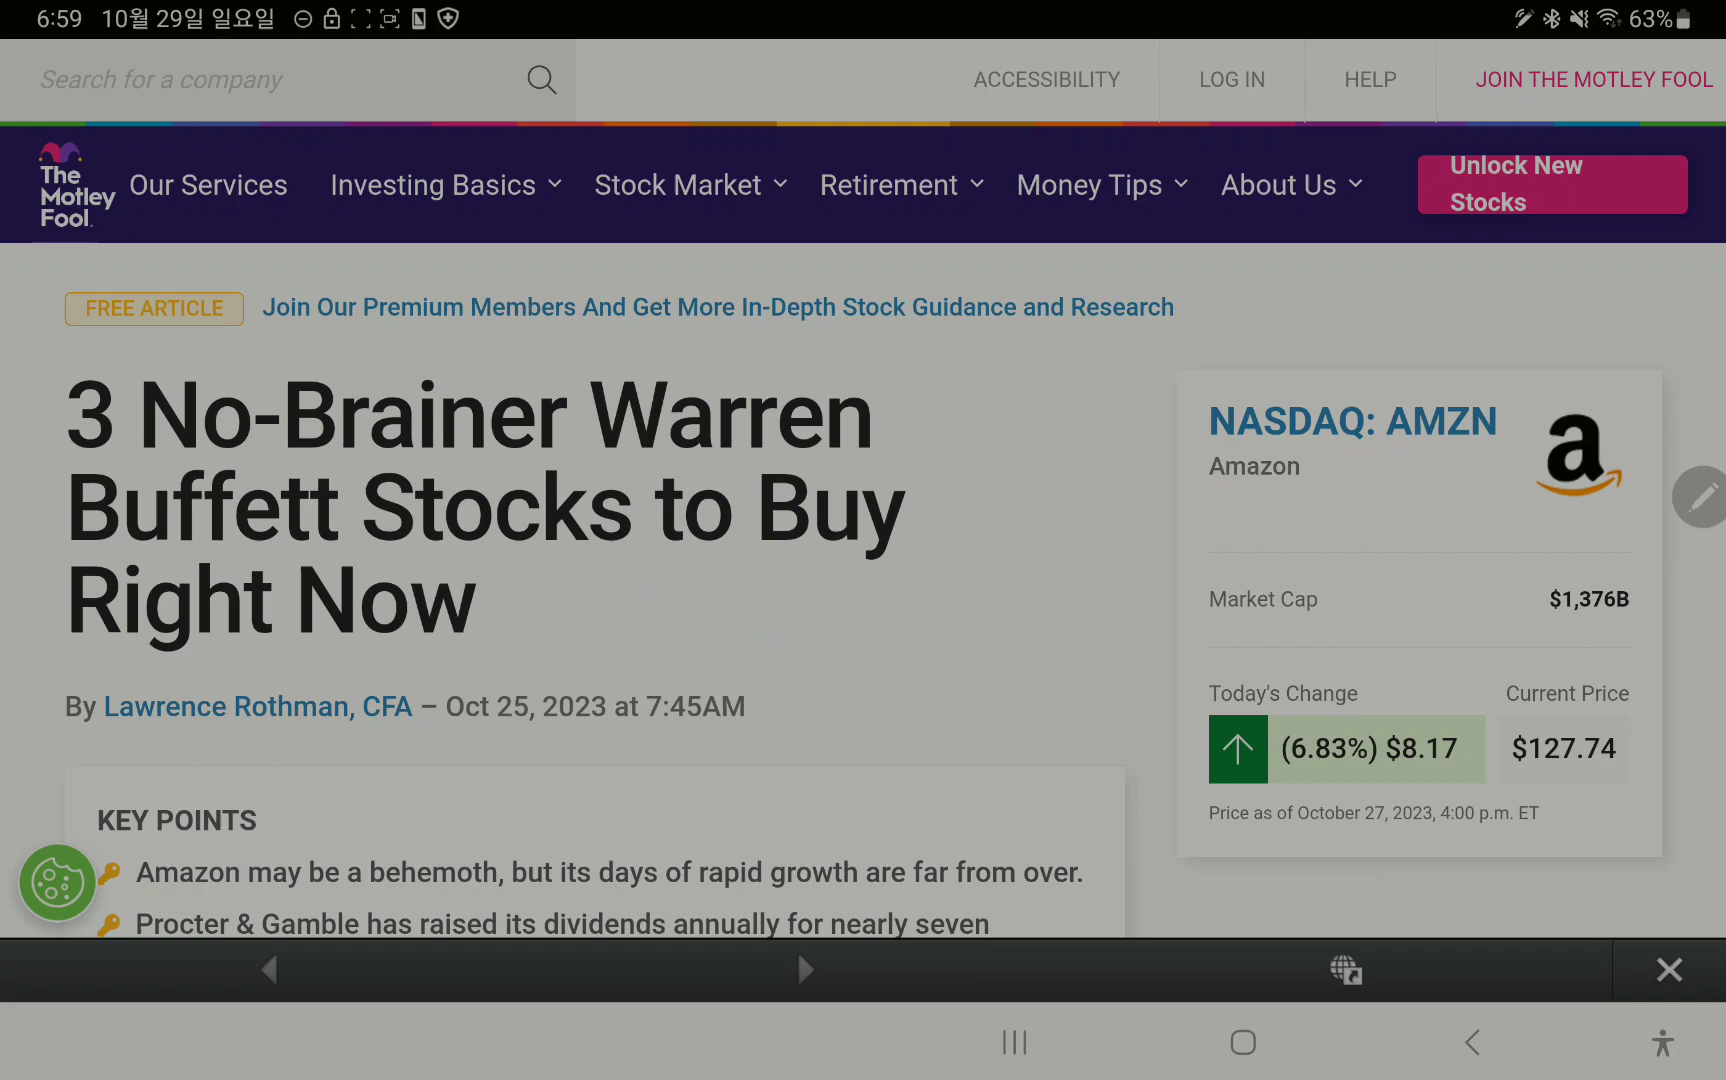 6:59 10월 29일 일요일
63%
Search for a company
ACCESSIBILITY
LOG IN
HELP
JOIN THE MOTLEY FOOL
The
Motley
Fool.
Our Services
Investing Basics
Stock Market
Retirement
Money Tips
About Us
Unlock New
Stocks
FREE ARTICLE
Join Our Premium Members And Get More In-Depth Stock Guidance and Research
3 No-Brainer Warren
Buffett Stocks to Buy
Right Now
By Lawrence Rothman, CFA – Oct 25, 2023 at 7:45AM
KEY POINTS
Amazon may be a behemoth, but its days of rapid growth are far from over.
Procter & Gamble has raised its dividends annually for nearly seven
NASDAQ: AMZN
Amazon
a
Market Cap
$1,376B
Today's Change
Current Price
(6.83%) $8.17
$127.74
Price as of October 27, 2023, 4:00 p.m. ET